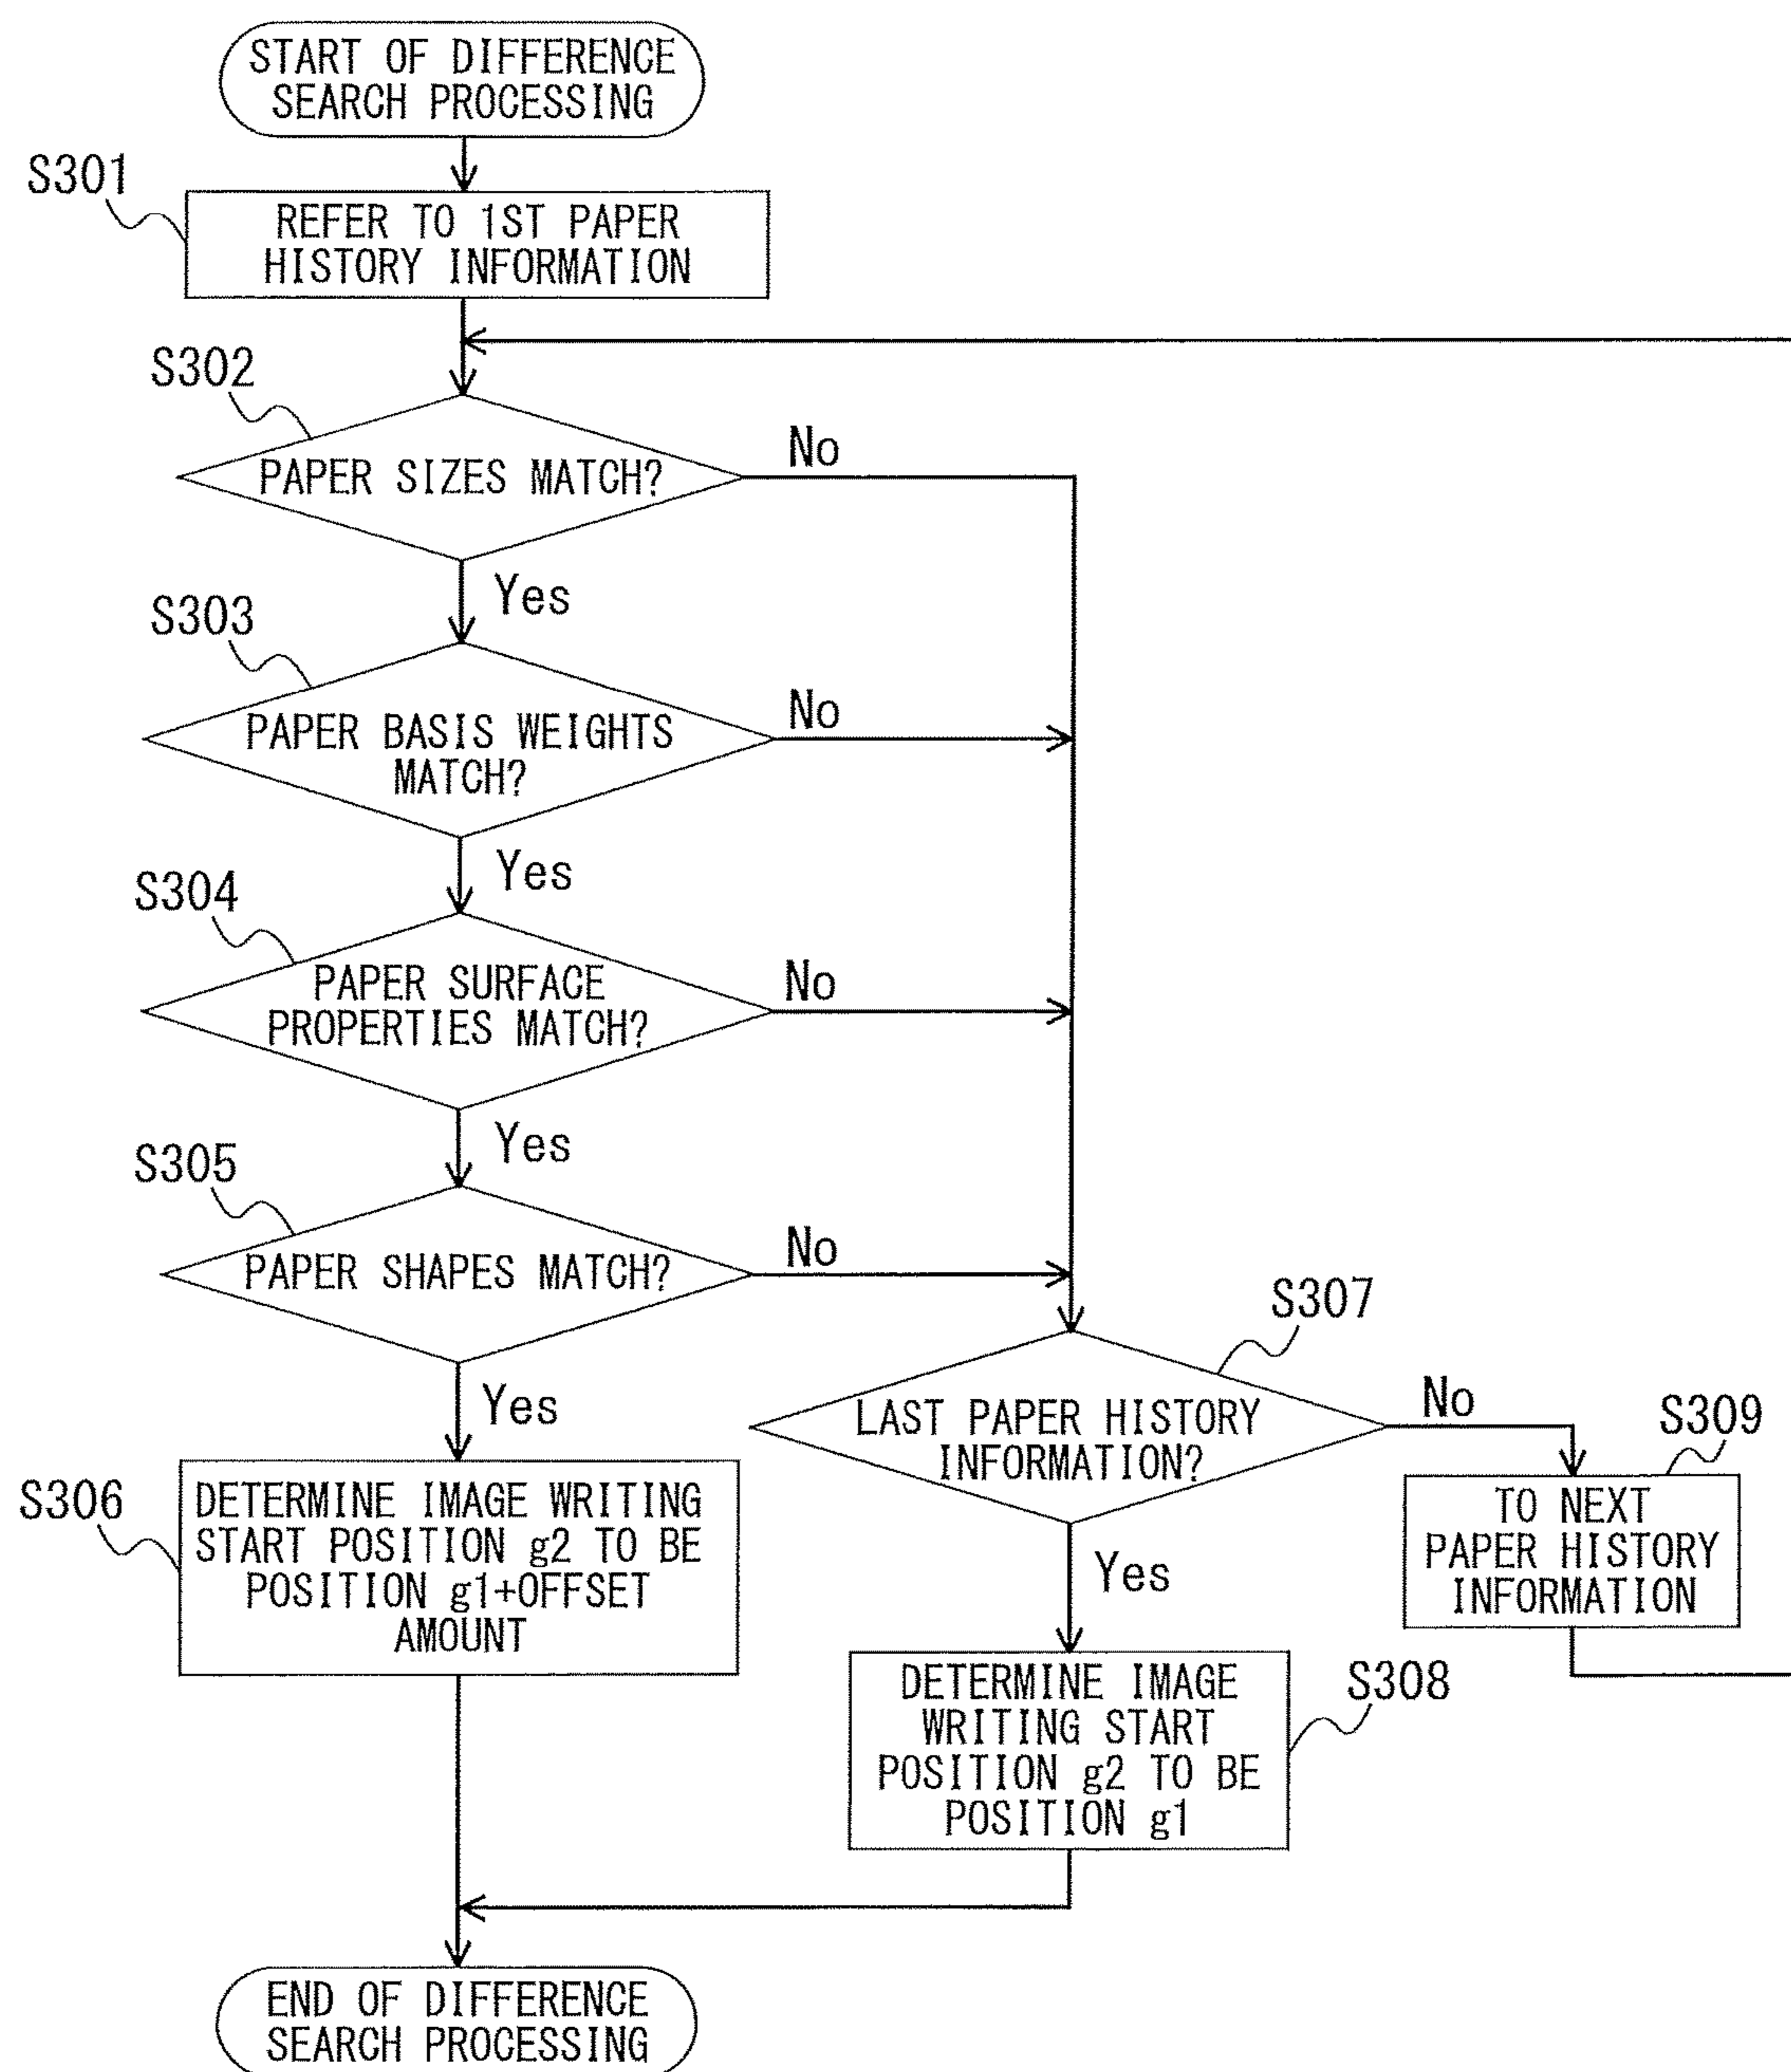 START OF DIFFERENCE
SEARCH PROCESSING
S301
REFER TO 1ST PAPER
HISTORY INFORMATION
S302
PAPER SIZES MATCH?
No
Yes
S303
PAPER BASIS WEIGHTS
MATCH?
No
Yes
S304
PAPER SURFACE
PROPERTIES MATCH?
No
Yes
S305
PAPER SHAPES MATCH?
No
Yes
S306
DETERMINE IMAGE WRITING
START POSITION g2 TO BE
POSITION g1+OFFSET
AMOUNT
S307
LAST PAPER HISTORY
INFORMATION?
No
Yes
S309
TO NEXT
PAPER HISTORY
INFORMATION
S308
DETERMINE IMAGE
WRITING START
POSITION g2 TO BE
POSITION g1
END OF DIFFERENCE
SEARCH PROCESSING